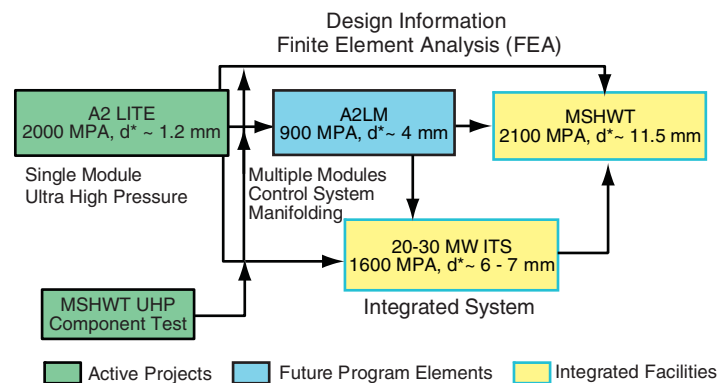 Design Information
Finite Element Analysis (FEA)
A2 LITE
2000 MPA, d* ~ 1.2 mm
A2LM
900 MPA, d*~ 4 mm
MSHWT
2100 MPA, d*~ 11.5 mm
Single Module
Ultra High Pressure
Multiple Modules
Control System
Manifolding
20-30 MW ITS
1600 MPA, d*~ 6 - 7 mm
MSHWT UHP
Component Test
Integrated System
Active Projects
Future Program Elements
Integrated Facilities